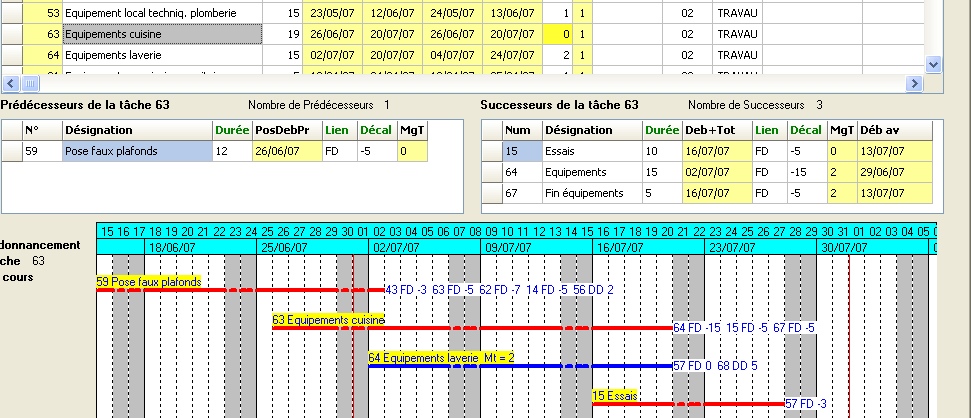 53 Equipement local techniq. plomberie 15 23/05/07 12/06/07 24/05/07 13/06/07 1 1 02 TRAVAU
63 Equipements cuisine 19 26/06/07 20/07/07 26/06/07 20/07/07 0 1 02 TRAVAU
64 Equipements laverie 15 02/07/07 20/07/07 04/07/07 24/07/07 2 1 02 TRAVAU
Prédécesseurs de la tâche 63 Nombre de Prédécesseurs 1 Successeurs de la tâche 63 Nombre de Successeurs 3
N° Désignation Durée PosDebPr Lien Décal MgT Num Désignation Durée Deb+Tot Lien Décal MgT Déb av
59 Pose faux plafonds 12 26/06/07 FD -5 0 15 Essais 10 16/07/07 FD -5 0 13/07/07
64 Equipements 15 02/07/07 FD -15 2 29/06/07
67 Fin équipements 5 16/07/07 FD -5 2 13/07/07
15 16 17 18 19 20 21 22 23 24 25 26 27 28 29 30 01 02 03 04 05 06 07 08 09 10 11 12 13 14 15 16 17 18 19 20 21 22 23 24 25 26 27 28 29 30 31 01 02 03 04 05
donnancement 18/06/07 25/06/07 02/07/07 09/07/07 16/07/07 23/07/07 30/07/07
che 63
cours
59 Pose faux plafonds
43 FD -3 63 FD -5 62 FD -7 14 FD -5 56 DD 2
63 Equipements cuisine
64 FD -15 15 FD -5 67 FD -5
64 Equipements laverie Mt = 2
57 FD 0 68 DD 5
15 Essais
57 FD -3